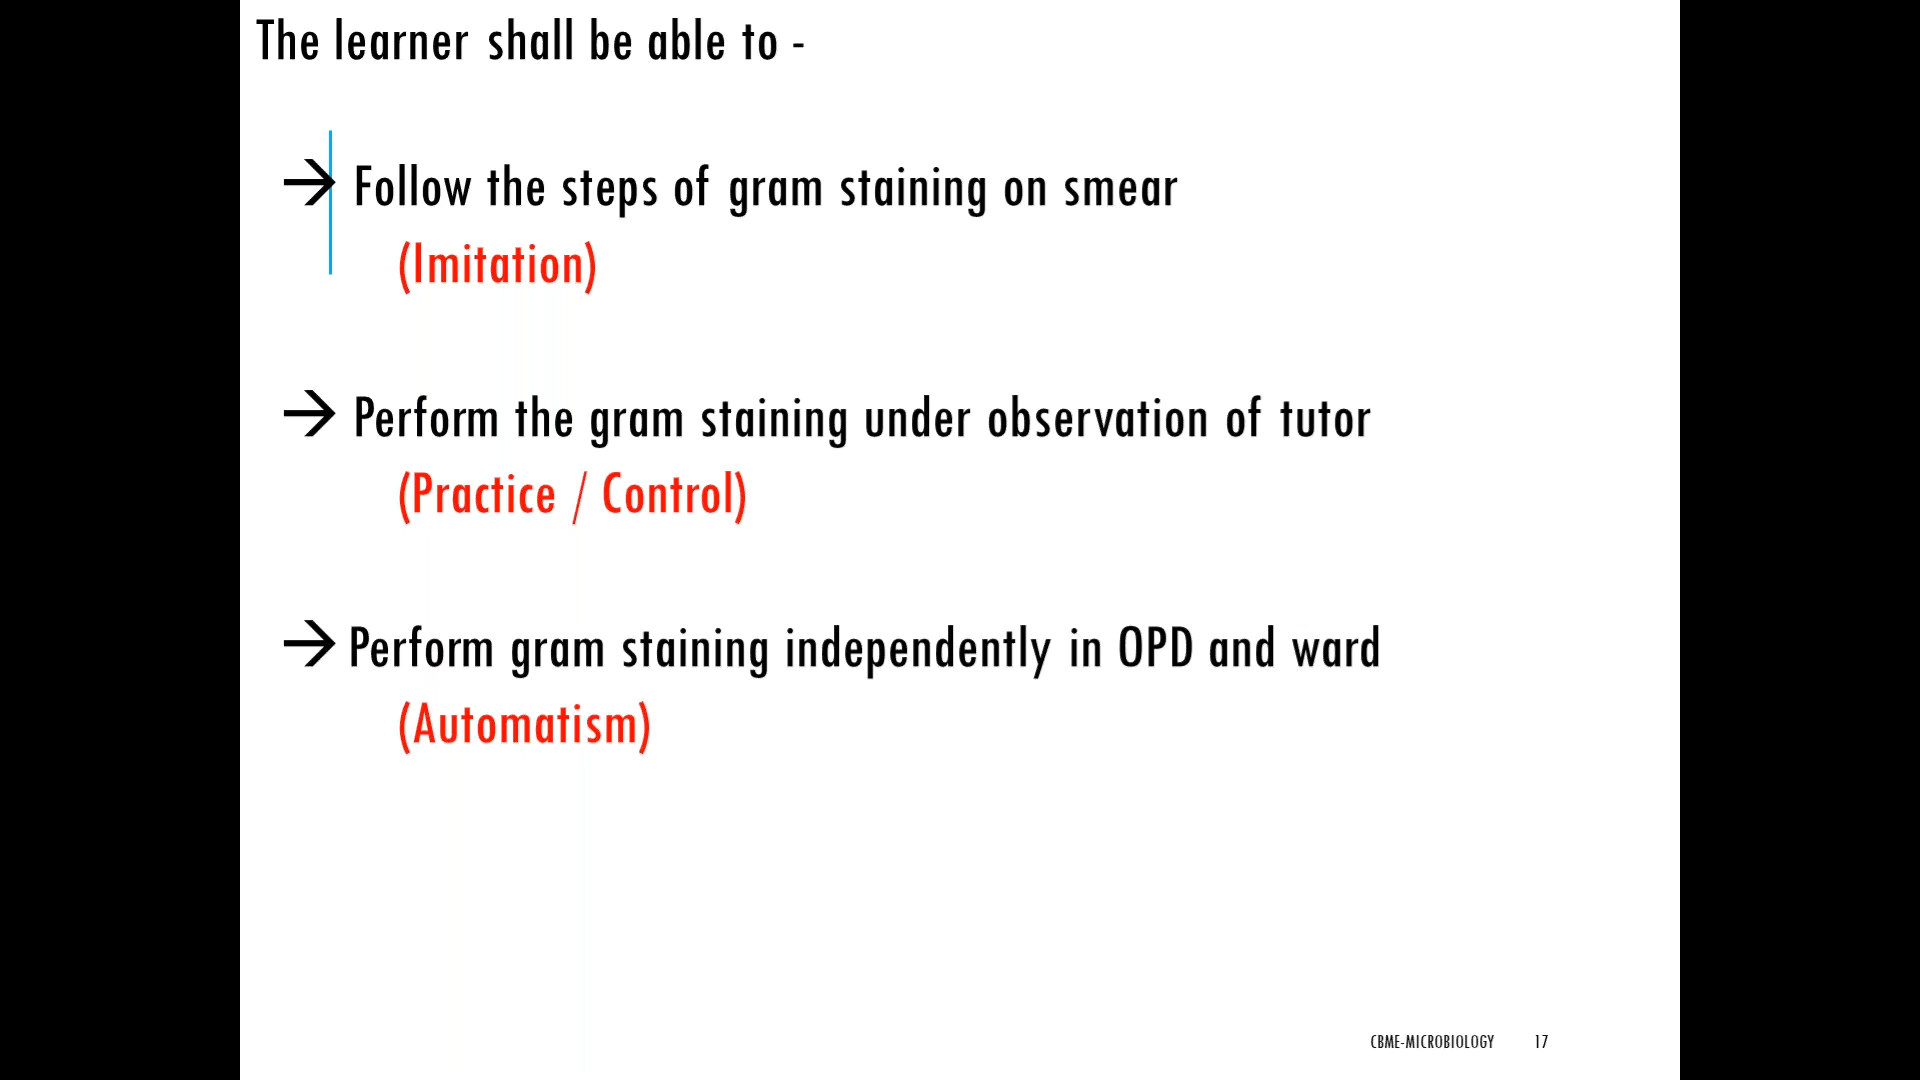 The learner shall be able to -
→ Follow the steps of gram staining on smear
(Imitation)
→ Perform the gram staining under observation of tutor
(Practice / Control)
→ Perform gram staining independently in OPD and ward
(Automatism)
CBME-MICROBIOLOGY 17